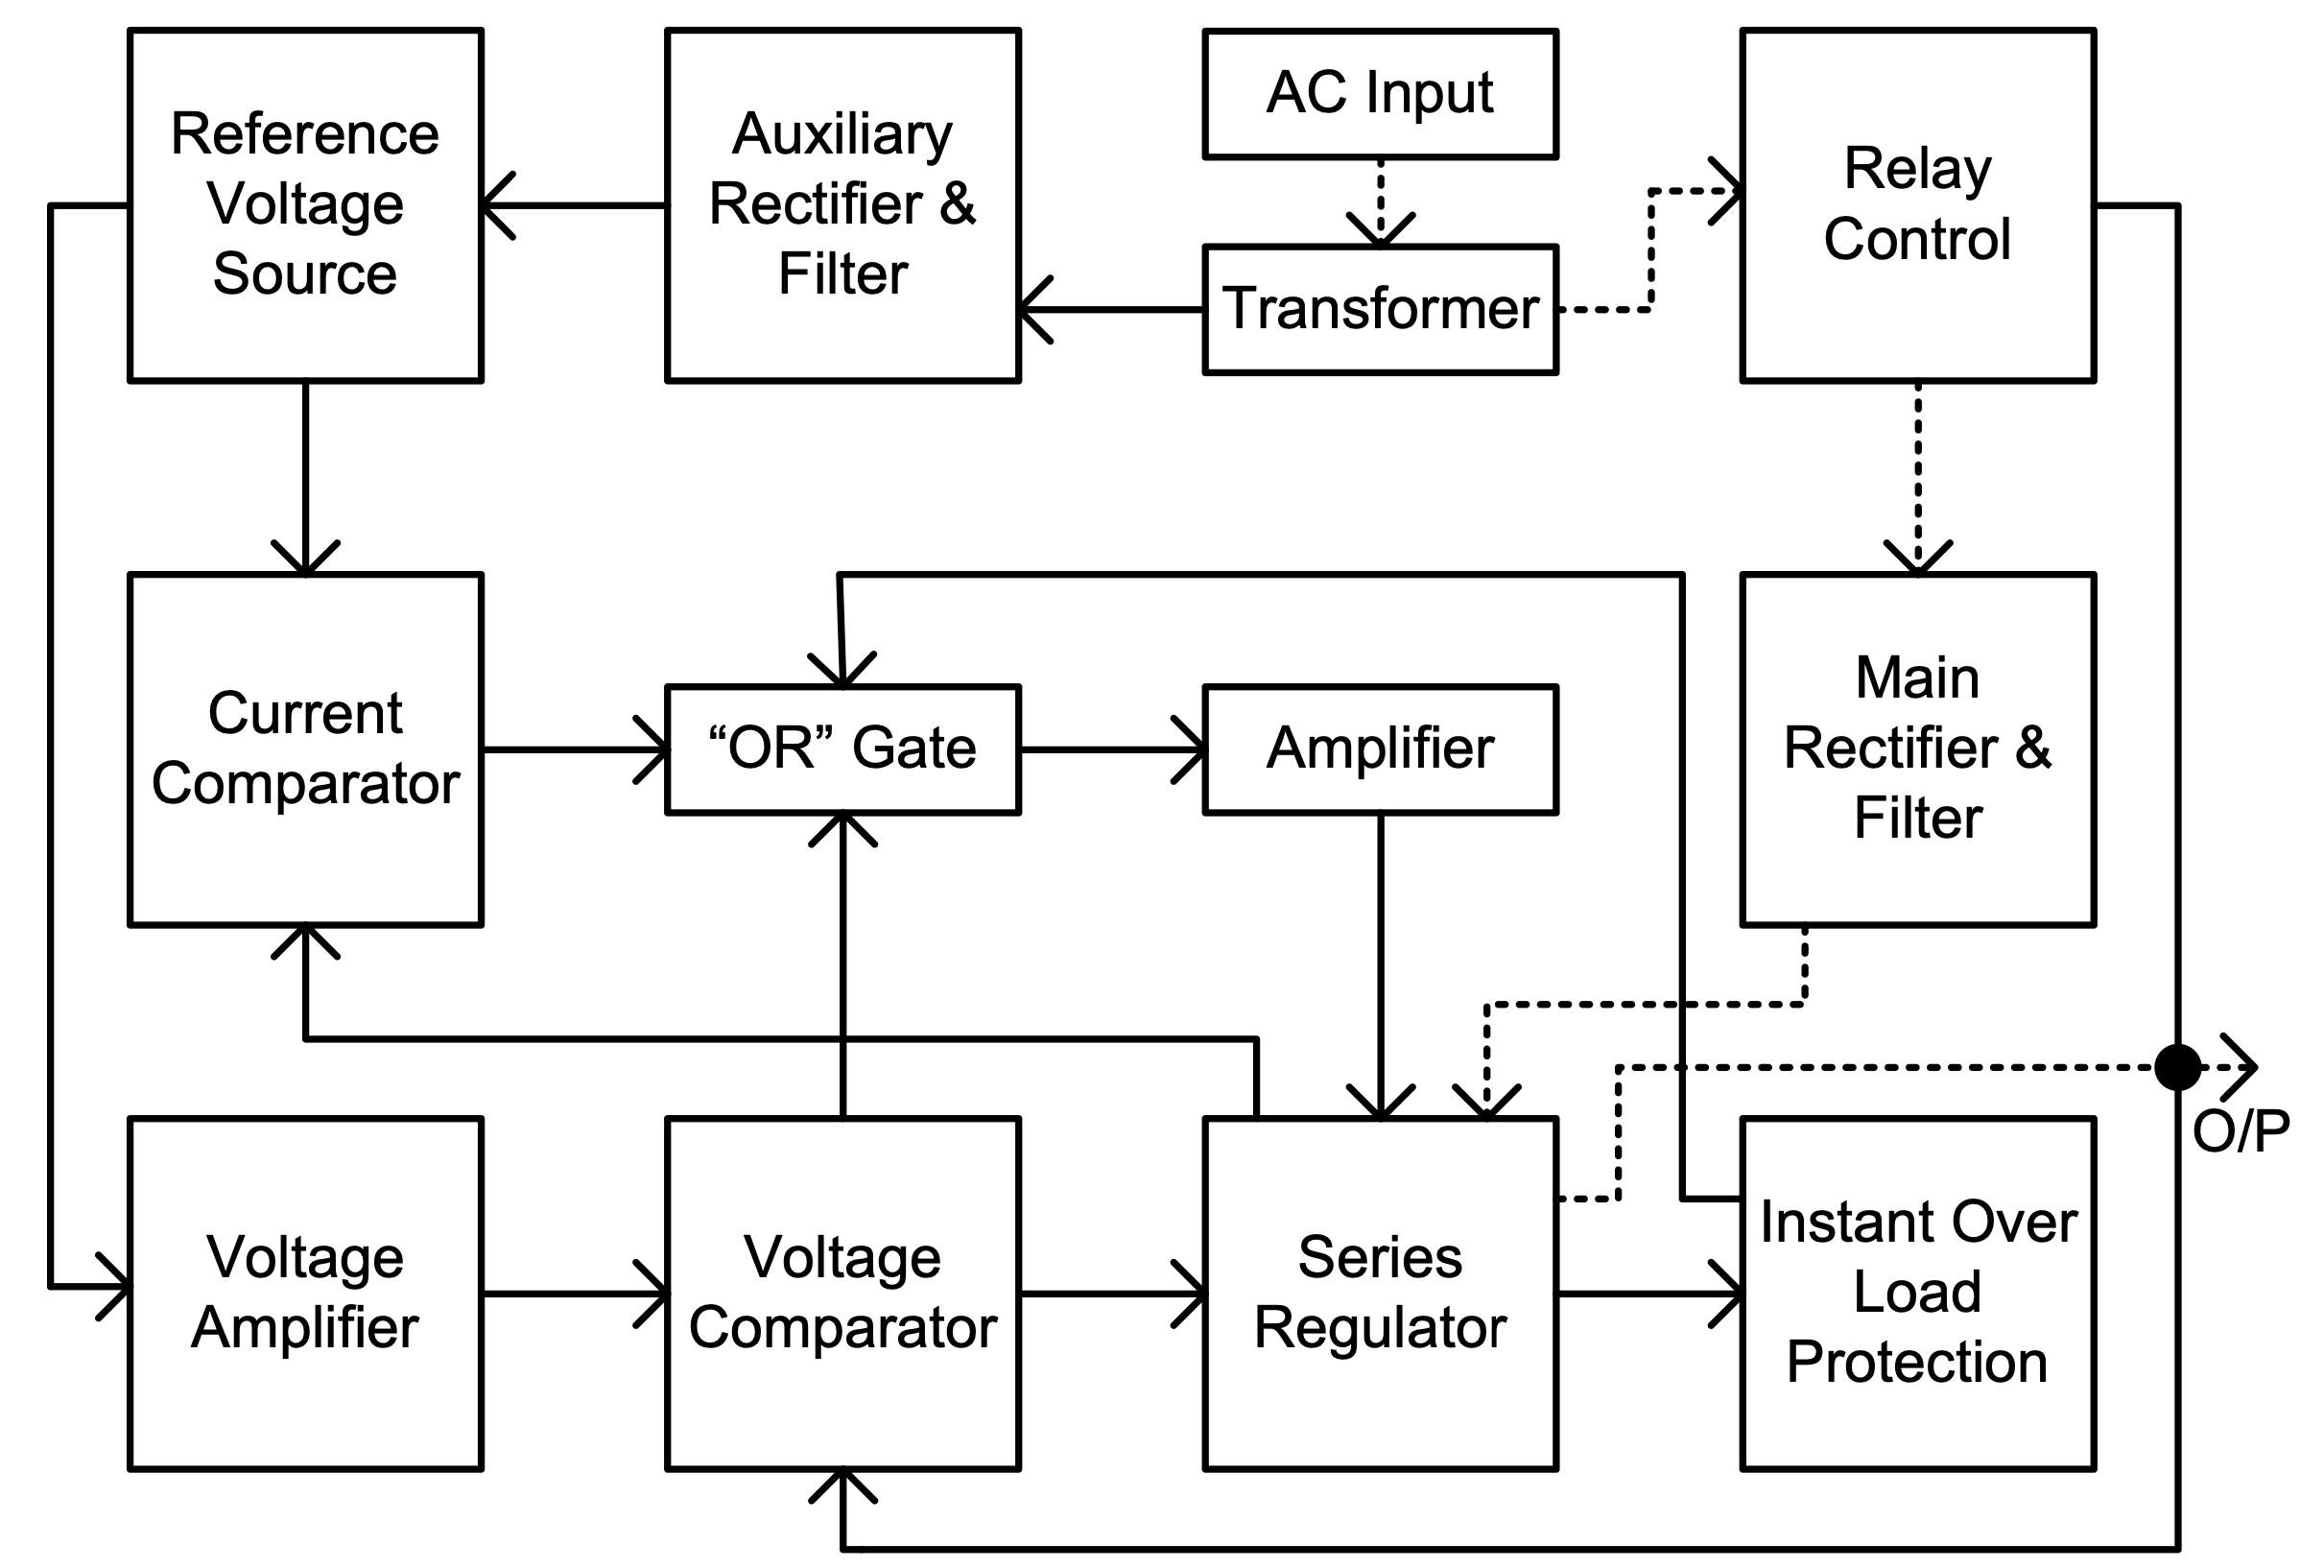 Reference
Voltage
Source
Auxiliary
Rectifier &
Filter
AC Input
Transformer
Relay
Control
Current
Comparator
“OR” Gate
Amplifier
Main
Rectifier &
Filter
Voltage
Amplifier
Voltage
Comparator
Series
Regulator
Instant Over
Load
Protection
O/P